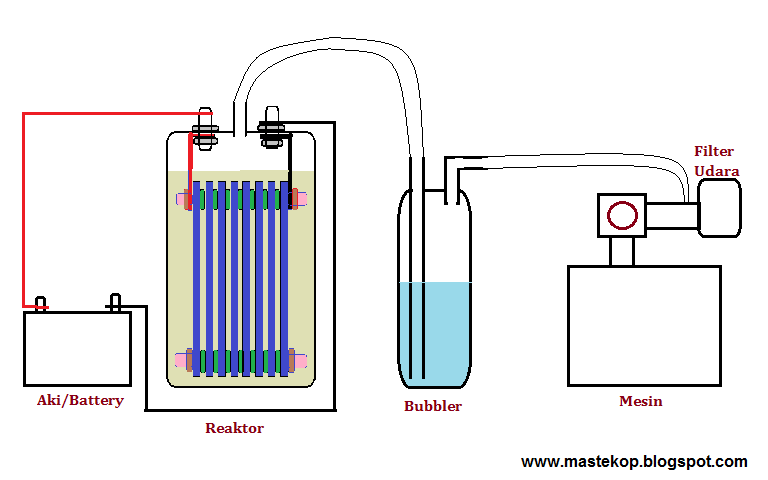 Filter
Udara
Aki/Battery
Reaktor
Bubbler
Mesin
www.mastekop.blogspot.com